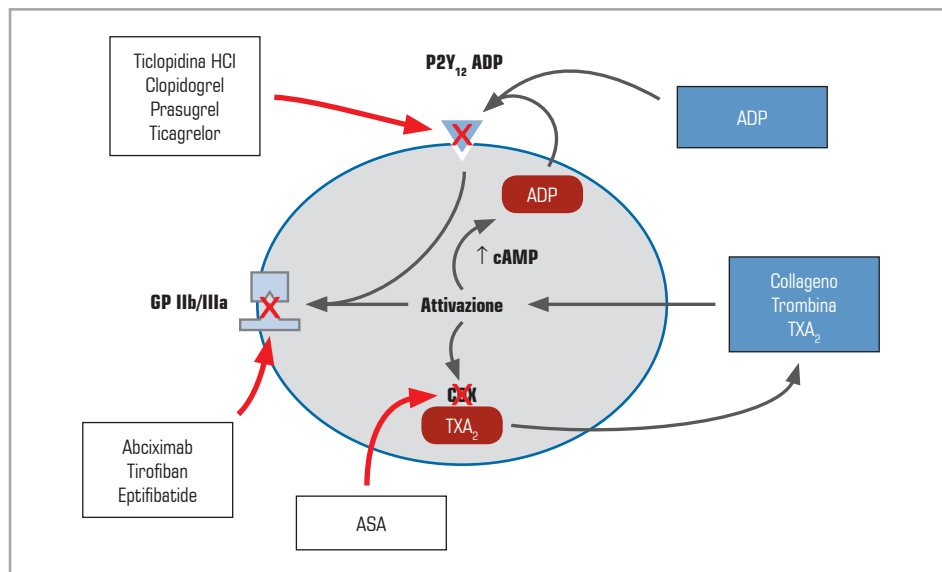 Ticlopidina HCl
Clopidogrel
Prasugrel
Ticagrelor
P2Y₁₂ ADP
ADP
ADP
↑ cAMP
GP IIb/IIIa
Attivazione
Collageno
Trombina
TXA₂
COX
TXA₂
Abciximab
Tirofiban
Eptifibatide
ASA